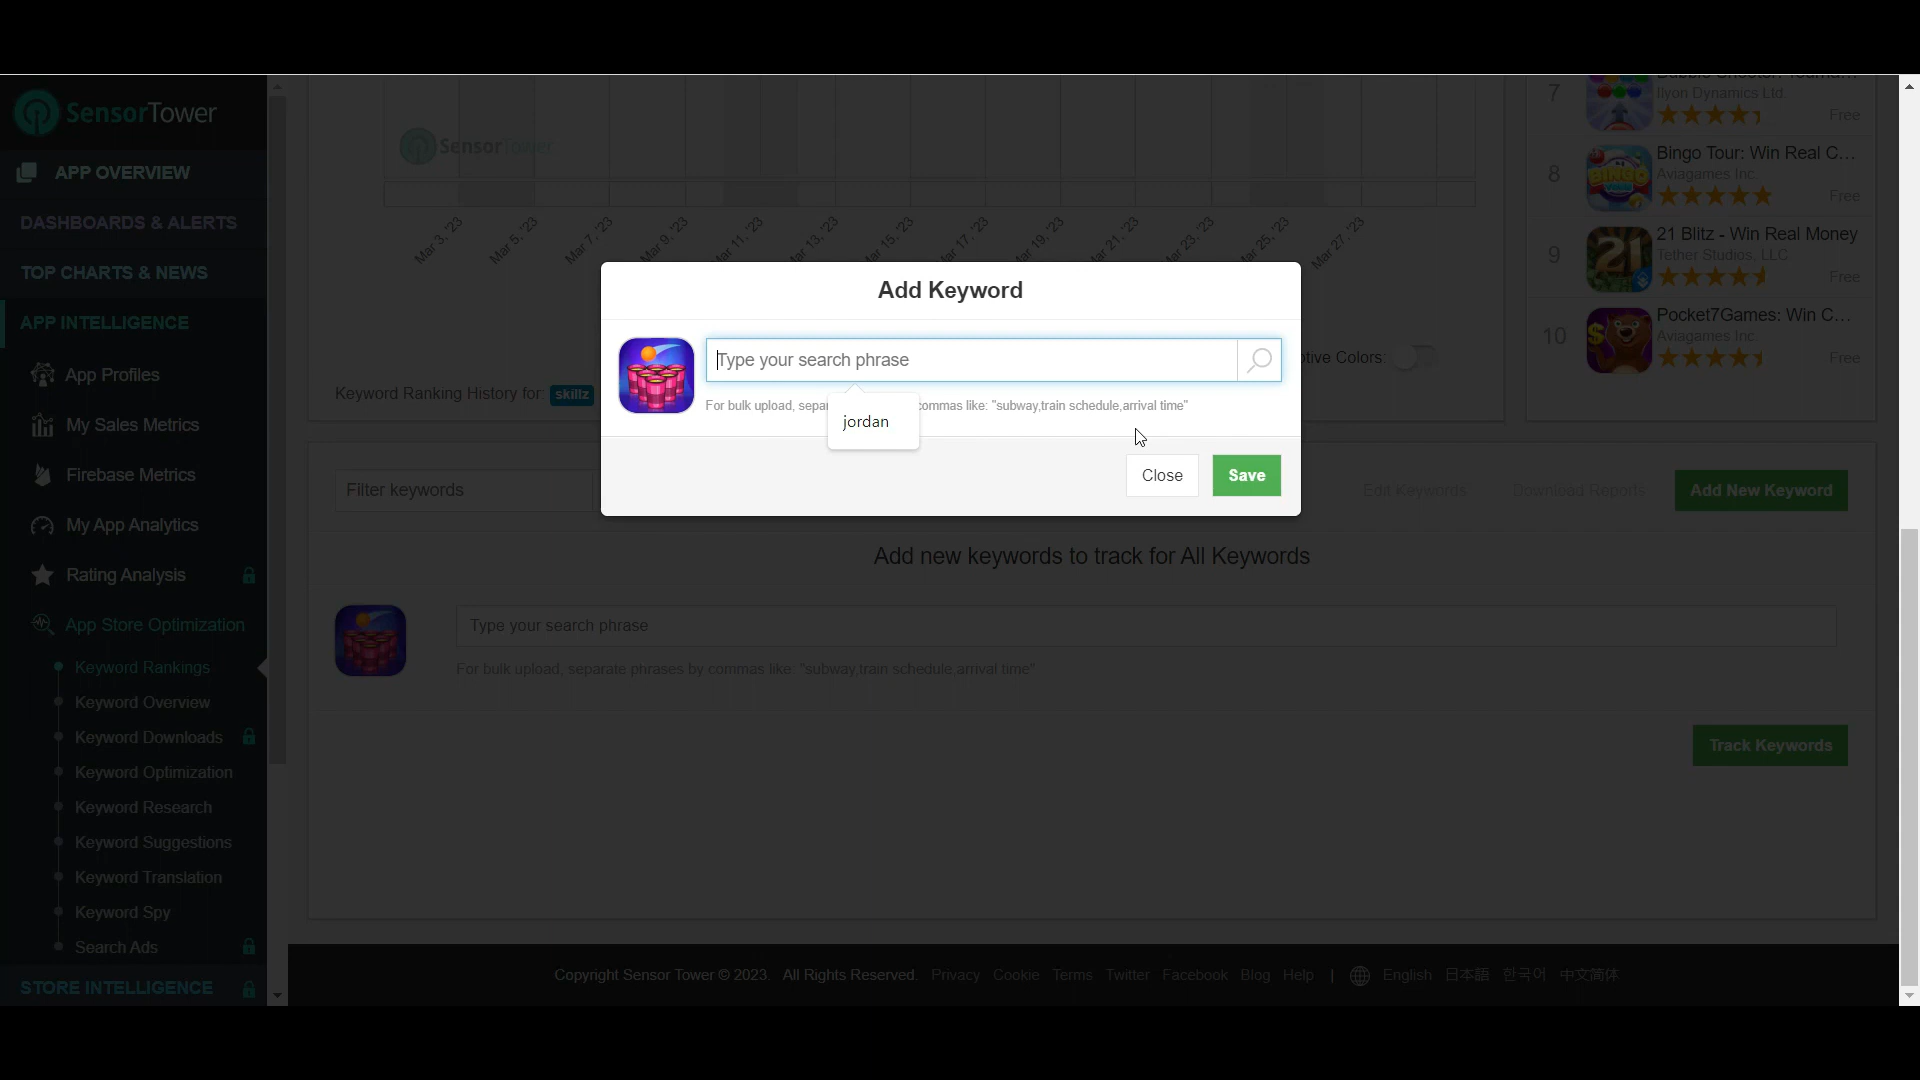 SensorTower
APP OVERVIEW
DASHBOARDS & ALERTS
TOP CHARTS & NEWS
APP INTELLIGENCE
App Profiles
My Sales Metrics
Firebase Metrics
My App Analytics
Rating Analysis
App Store Optimization
Keyword Rankings
Keyword Overview
Keyword Downloads
Keyword Optimization
Keyword Research
Keyword Suggestions
Keyword Translation
Keyword Spy
Search Ads
STORE INTELLIGENCE
SensorTower
Mar 3, '23
Mar 5, '23
Mar 7, '23
Mar 9, '23
Mar 11, '23
Mar 13, '23
Mar 15, '23
Mar 17, '23
Mar 19, '23
Mar 21, '23
Mar 23, '23
Mar 25, '23
Mar 27, '23
Keyword Ranking History for: skillz
Colors:
7
Ilyon Dynamics Ltd.
Free
8
BINGO
Bingo Tour: Win Real C...
Aviagames Inc.
Free
9
21
21 Blitz - Win Real Money
Tether Studios, LLC
Free
10
Pocket7Games: Win C...
Aviagames Inc.
Free
Add Keyword
Type your search phrase
For bulk upload, commas like: "subway,train schedule,arrival time"
jordan
Close
Save
Filter keywords
Edit Keywords
Download Reports
Add New Keyword
Add new keywords to track for All Keywords
Type your search phrase
For bulk upload, separate phrases by commas like: "subway,train schedule,arrival time"
Track Keywords
Copyright Sensor Tower © 2023. All Rights Reserved. Privacy Cookie Terms Twitter Facebook Blog Help | English 日本語 한국어 中文简体